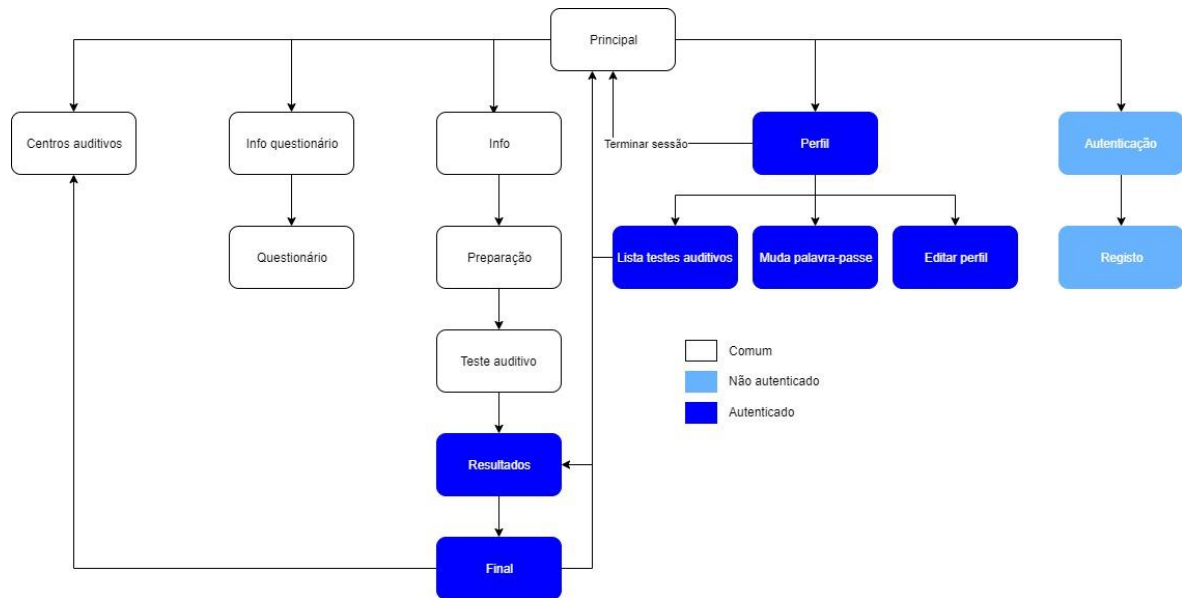 Principal
Centros auditivos
Info questionário
Info
Terminar sessão
Perfil
Autenticação
Questionário
Preparação
Lista testes auditivos
Muda palavra-passe
Editar perfil
Registo
Teste auditivo
Comum
Não autenticado
Autenticado
Resultados
Final